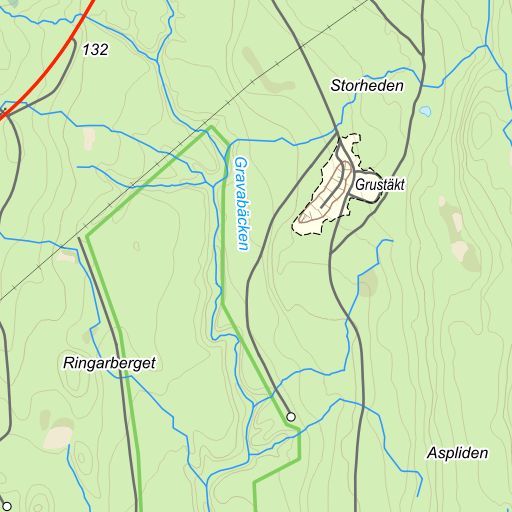 132
Storheden
Grustäkt
Gravabäcken
Ringarberget
Aspliden